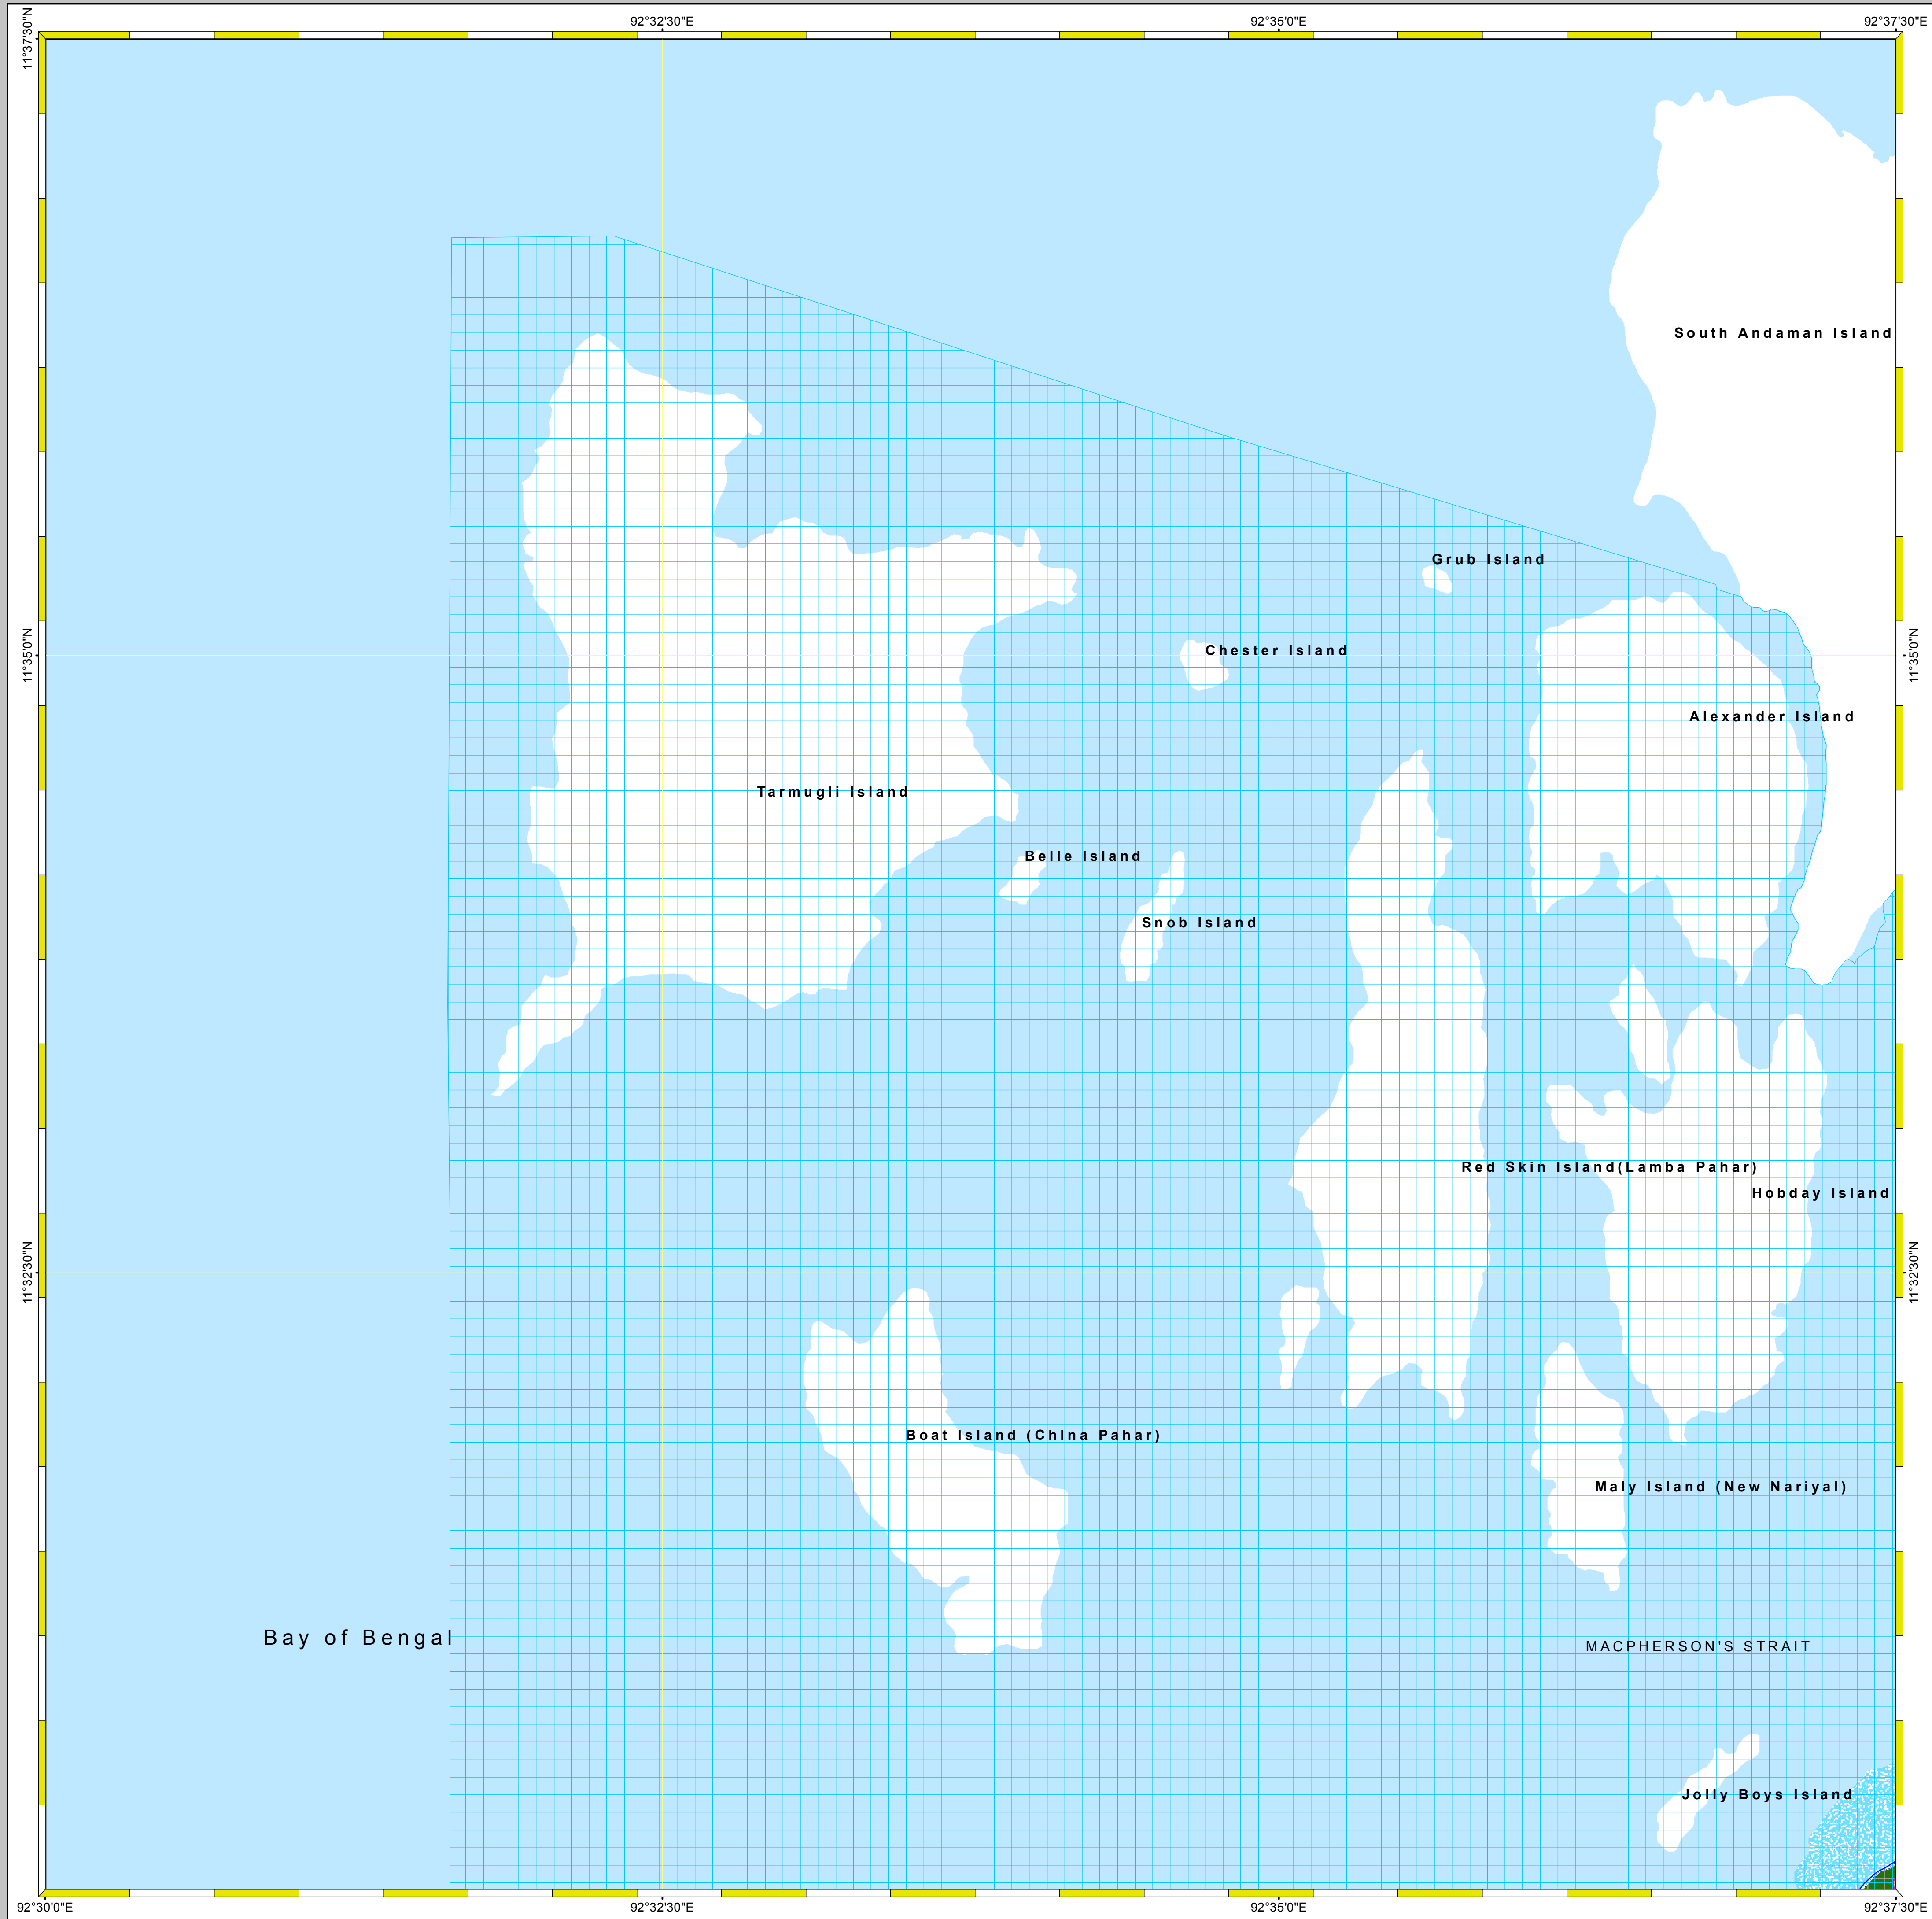 92°32'30"E
92°35'0"E
92°37'30"E
11°37'30"N
South Andaman Island
Grub Island
11°35'0"N
Chester Island
11°35'0"N
Alexander Island
Tarmugli Island
Belle Island
Snob Island
Red Skin Island(Lamba Pahar)
Hobday Island
11°32'30"N
11°32'30"N
Boat Island (China Pahar)
Maly Island (New Nariyal)
Bay of Bengal
MACPHERSON'S STRAIT
Jolly Boys Island
92°30'0"E
92°32'30"E
92°35'0"E
92°37'30"E